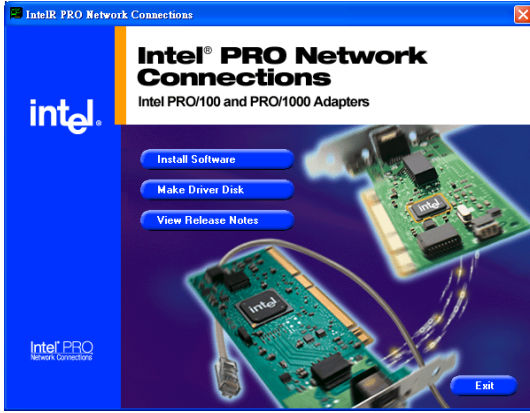 IntelR PRO Network Connections
Intel® PRO Network
Connections
Intel PRO/100 and PRO/1000 Adapters
intel®
Install Software
Make Driver Disk
View Release Notes
intel
intel
Intel® PRO
Network Connections
Exit